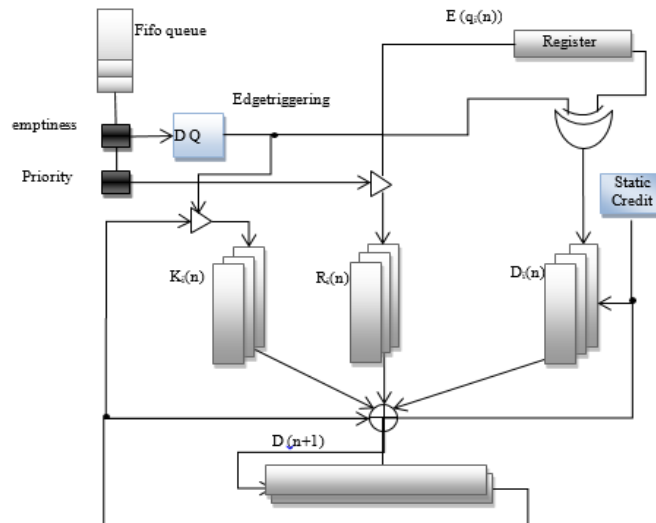 E (qᵢ(n))
Fifo queue
Register
Edgetriggering
emptiness
D Q
Priority
Static
Credit
Kᵢ(n)
Rᵢ(n)
Dᵢ(n)
D (n+1)